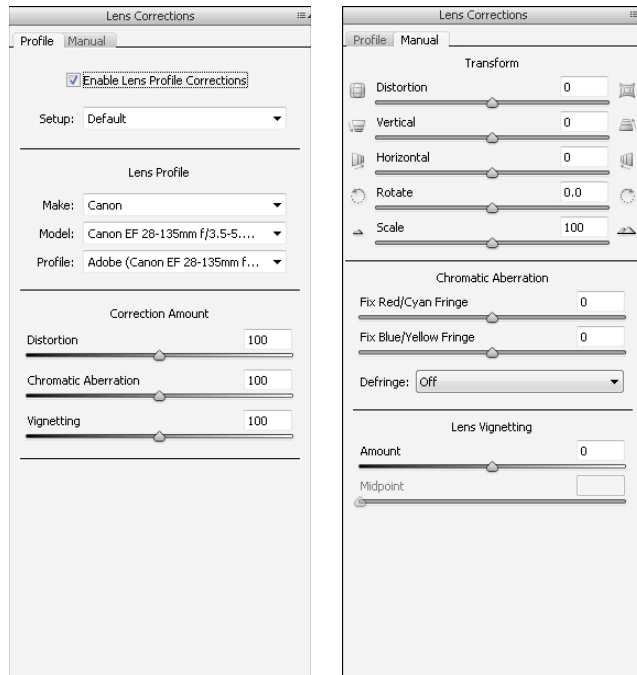 Lens Corrections
Profile Manual
Enable Lens Profile Corrections
Setup: Default
Lens Profile
Make: Canon
Model: Canon EF 28-135mm f/3.5-5....
Profile: Adobe (Canon EF 28-135mm f...
Correction Amount
Distortion 100
Chromatic Aberration 100
Vignetting 100
Lens Corrections
Profile Manual
Transform
Distortion 0
Vertical 0
Horizontal 0
Rotate 0.0
Scale 100
Chromatic Aberration
Fix Red/Cyan Fringe 0
Fix Blue/Yellow Fringe 0
Defringe: Off
Lens Vignetting
Amount 0
Midpoint